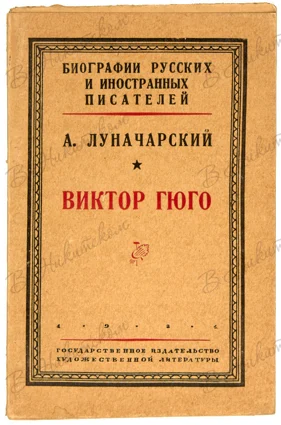 БИОГРАФИИ РУССКИХ
И ИНОСТРАННЫХ
ПИСАТЕЛЕЙ
А. ЛУНАЧАРСКИЙ
ВИКТОР ГЮГО
ГОСУДАРСТВЕННОЕ ИЗДАТЕЛЬСТВО
ХУДОЖЕСТВЕННОЙ ЛИТЕРАТУРЫ